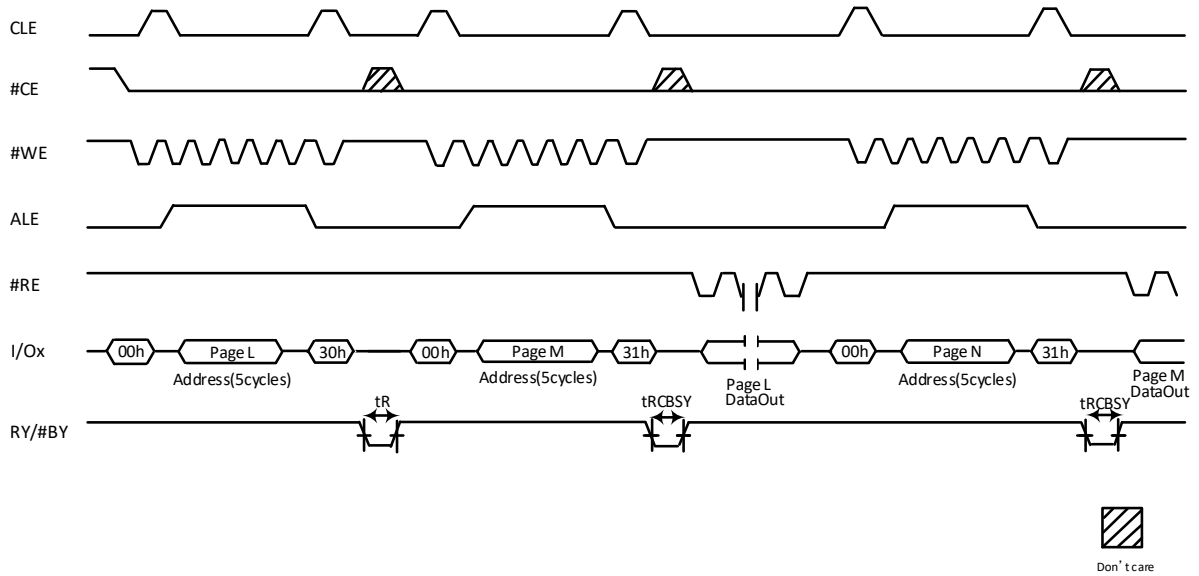 CLE
#CE
#WE
ALE
#RE
I/Ox
00h
Page L
30h
00h
Page M
31h
00h
Page N
31h
Address(5cycles)
Address(5cycles)
Page L
DataOut
Address(5cycles)
Page M
DataOut
tR
tRCBSY
tRCBSY
RY/#BY
Don't care